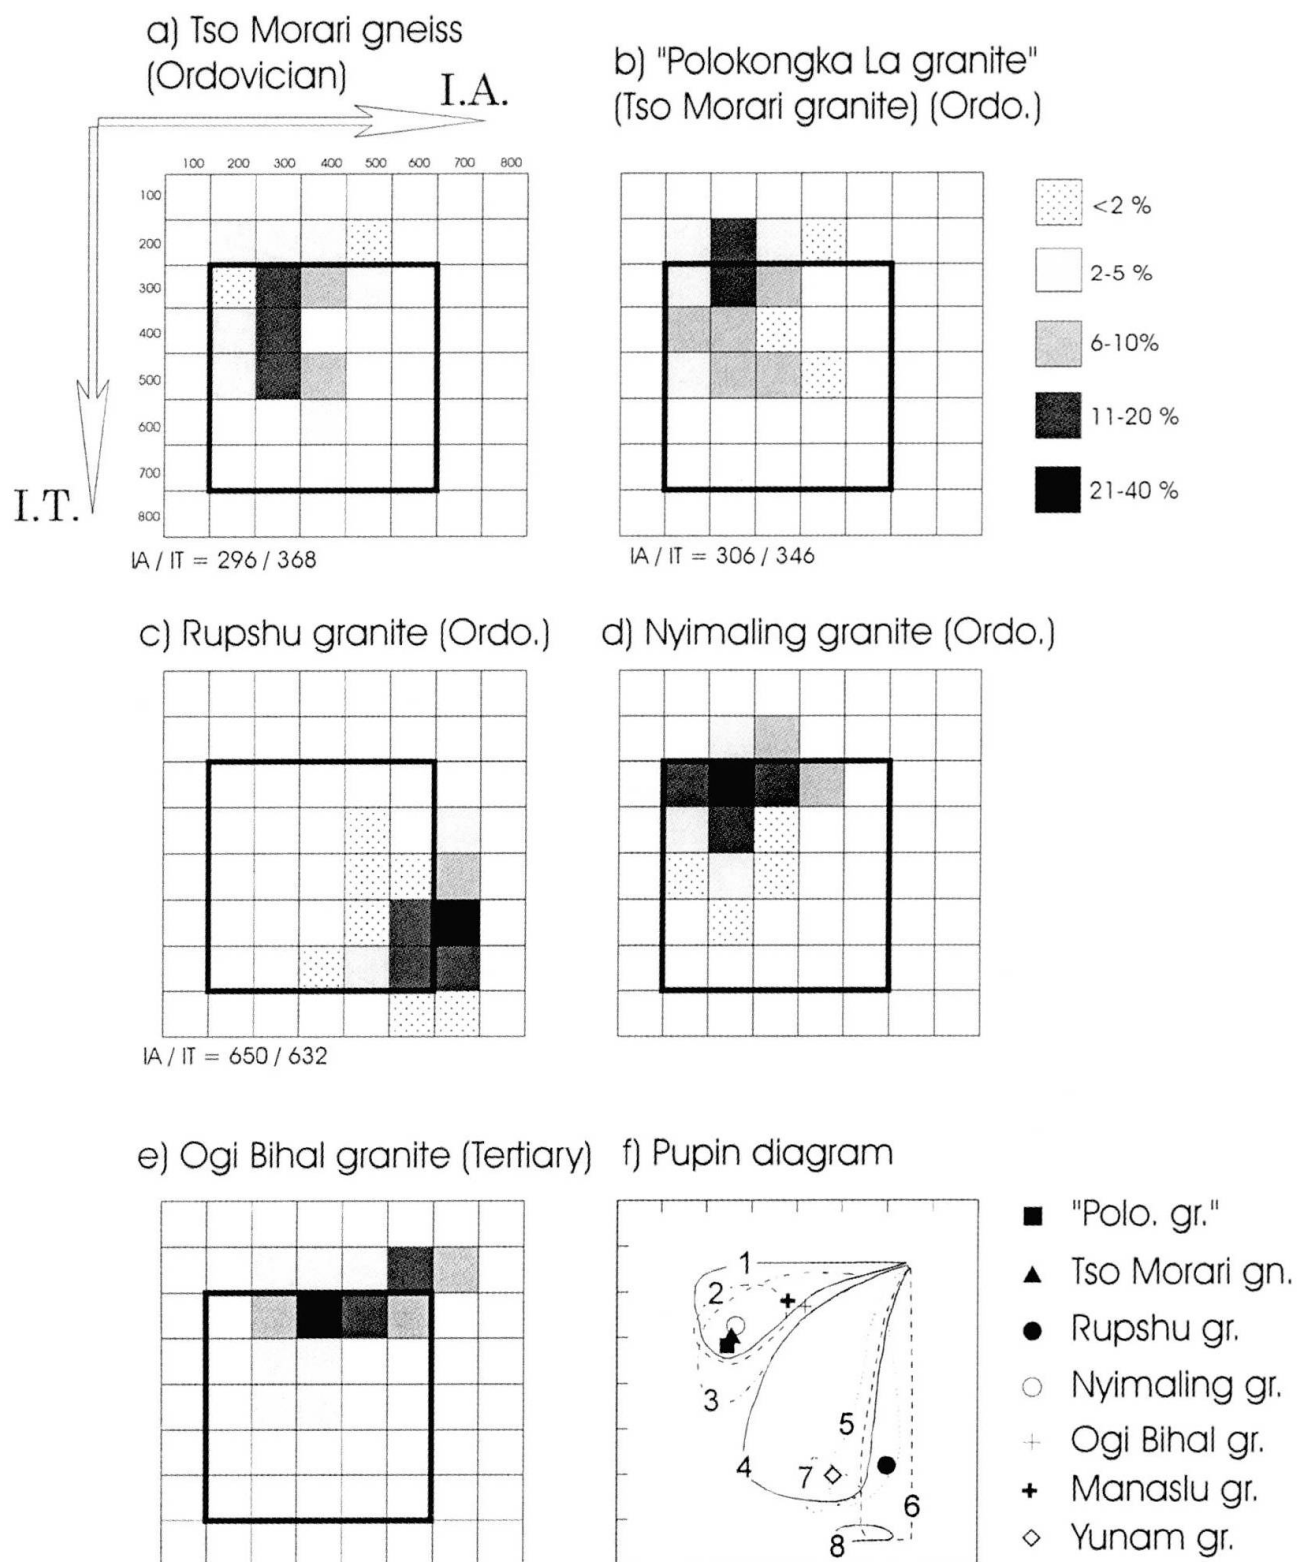 a) Tso Morari gneiss
(Ordovician)
I.A.
b) "Polokongka La granite"
(Tso Morari granite) (Ordo.)
100 200 300 400 500 600 700 800
100
200
300
400
500
600
700
800
I.T.
<2 %
2-5 %
6-10%
11-20 %
21-40 %
IA / IT = 296 / 368
IA / IT = 306 / 346
c) Rupshu granite (Ordo.)
d) Nyimaling granite (Ordo.)
IA / IT = 650 / 632
e) Ogi Bihal granite (Tertiary)
f) Pupin diagram
1
2
3
4
5
6
7
8
"Polo. gr."
Tso Morari gn.
Rupshu gr.
Nyimaling gr.
Ogi Bihal gr.
Manaslu gr.
Yunam gr.